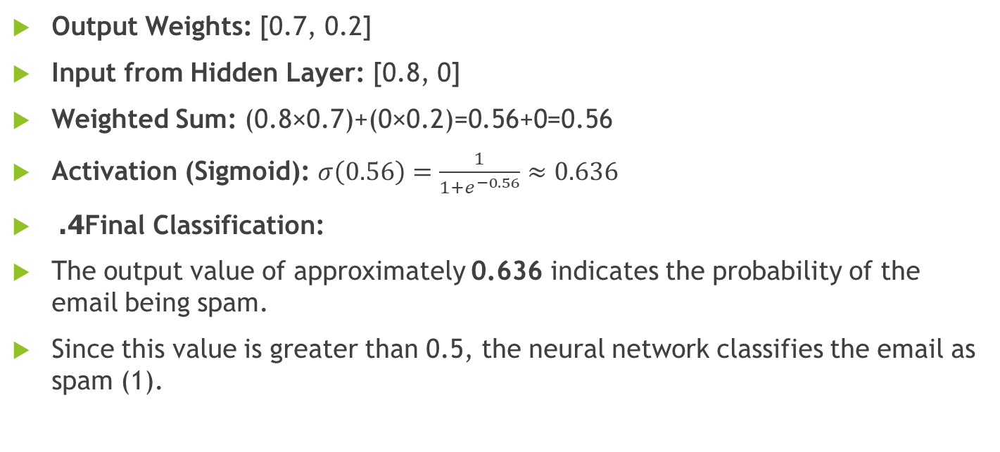 Output Weights: [0.7, 0.2]
Input from Hidden Layer: [0.8, 0]
Weighted Sum: (0.8×0.7)+(0×0.2)=0.56+0=0.56
Activation (Sigmoid): σ(0.56) = 1/(1+e^−0.56) ≈ 0.636
.4Final Classification:
The output value of approximately 0.636 indicates the probability of the
email being spam.
Since this value is greater than 0.5, the neural network classifies the email as
spam (1).